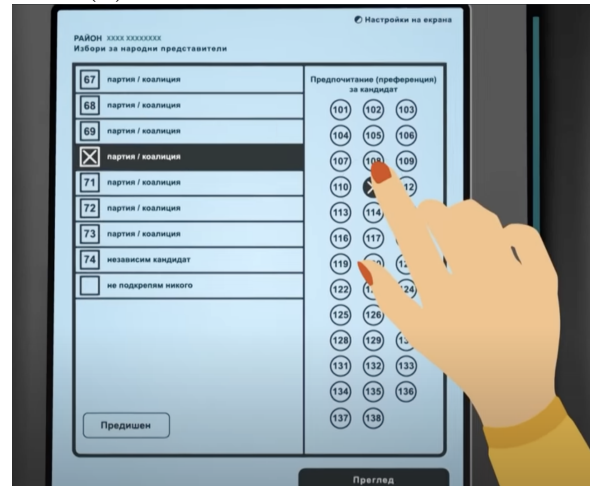 Настройки на екрана
РАЙОН XXXX XXXXXXXX
Избори за народни представители
67 партия / коалиция
68 партия / коалиция
69 партия / коалиция
партия / коалиция
71 партия / коалиция
72 партия / коалиция
73 партия / коалиция
74 независим кандидат
не подкрепям никого
Предишен
Предпочитание (преференция)
за кандидат
101 102 103
104 105 106
107 108 109
110
113 114
116 117
119
122
125 126
128 129
131 132 133
134 135 136
137 138
Преглед